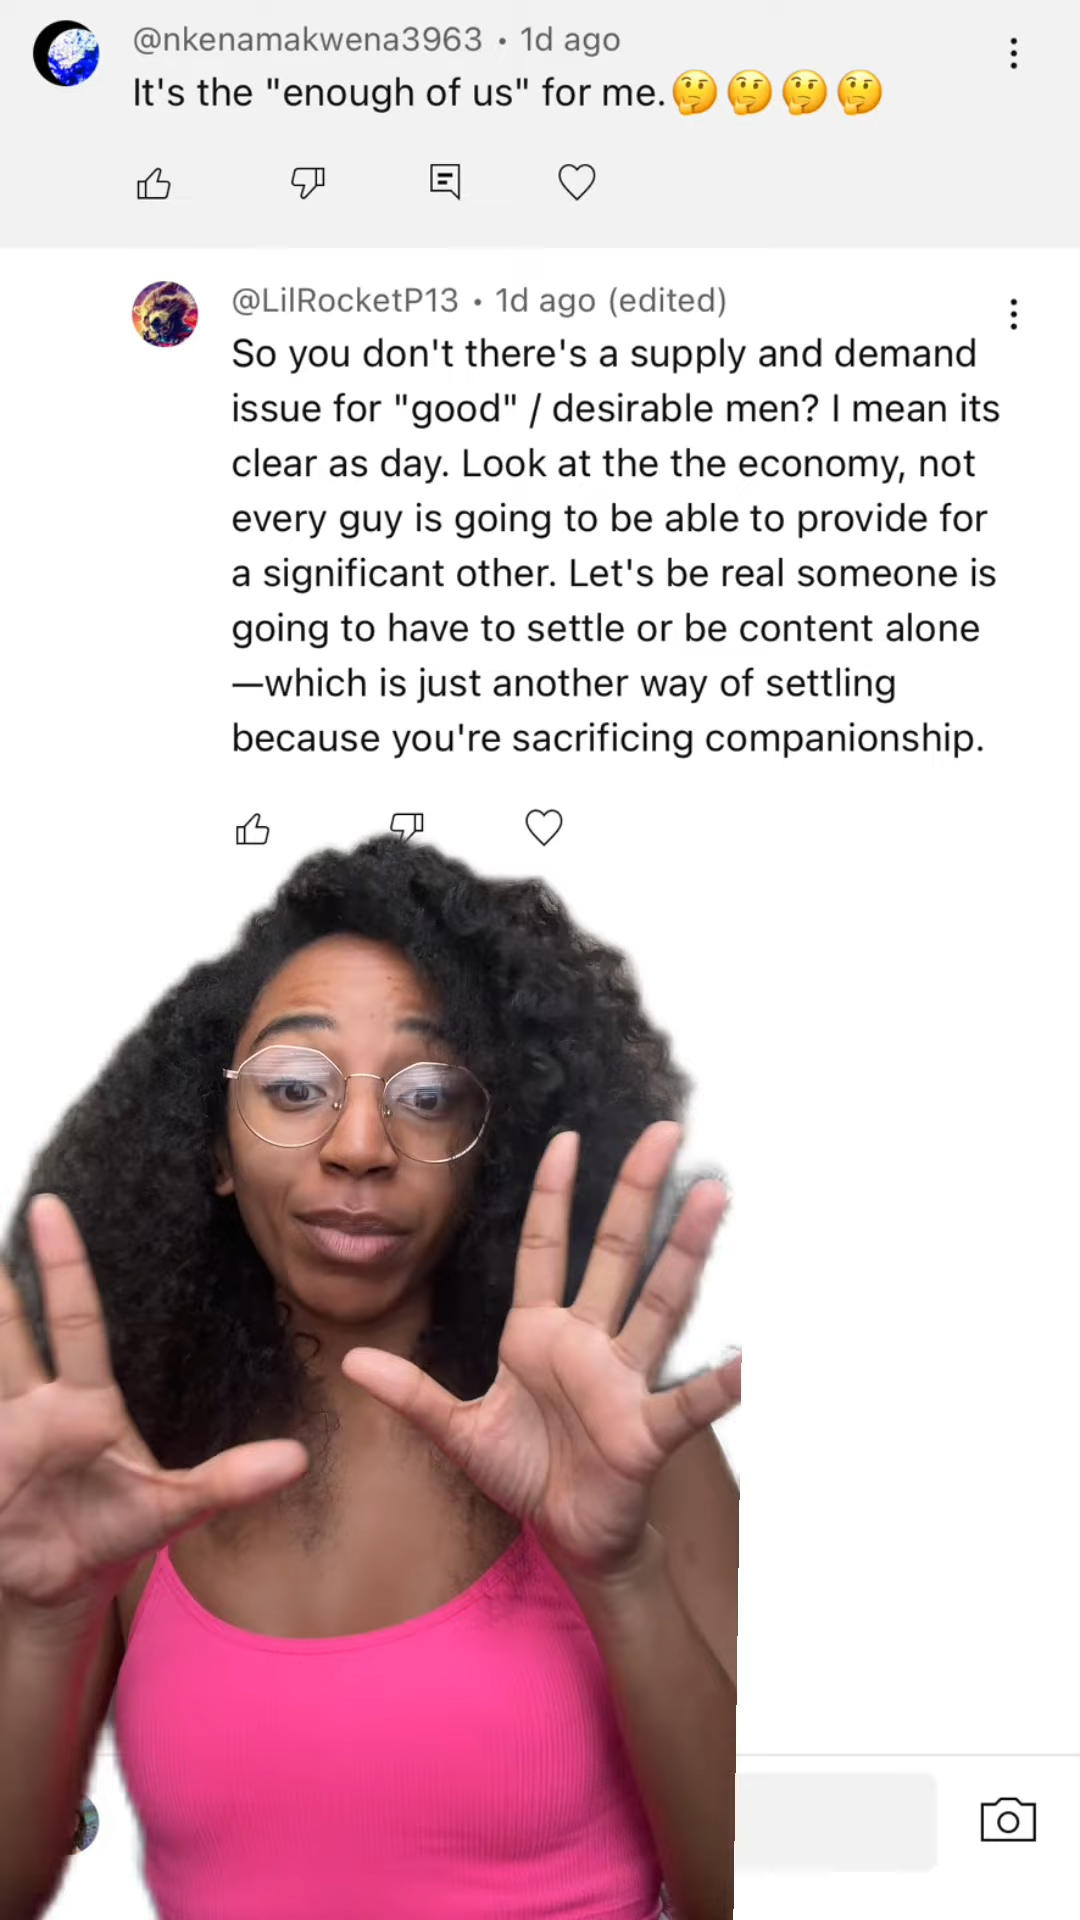 @nkenamakwena3963 • 1d ago
It's the "enough of us" for me.🤔🤔🤔🤔
@LilRocketP13 • 1d ago (edited)
So you don't there's a supply and demand
issue for "good" / desirable men? I mean its
clear as day. Look at the the economy, not
every guy is going to be able to provide for
a significant other. Let's be real someone is
going to have to settle or be content alone
—which is just another way of settling
because you're sacrificing companionship.